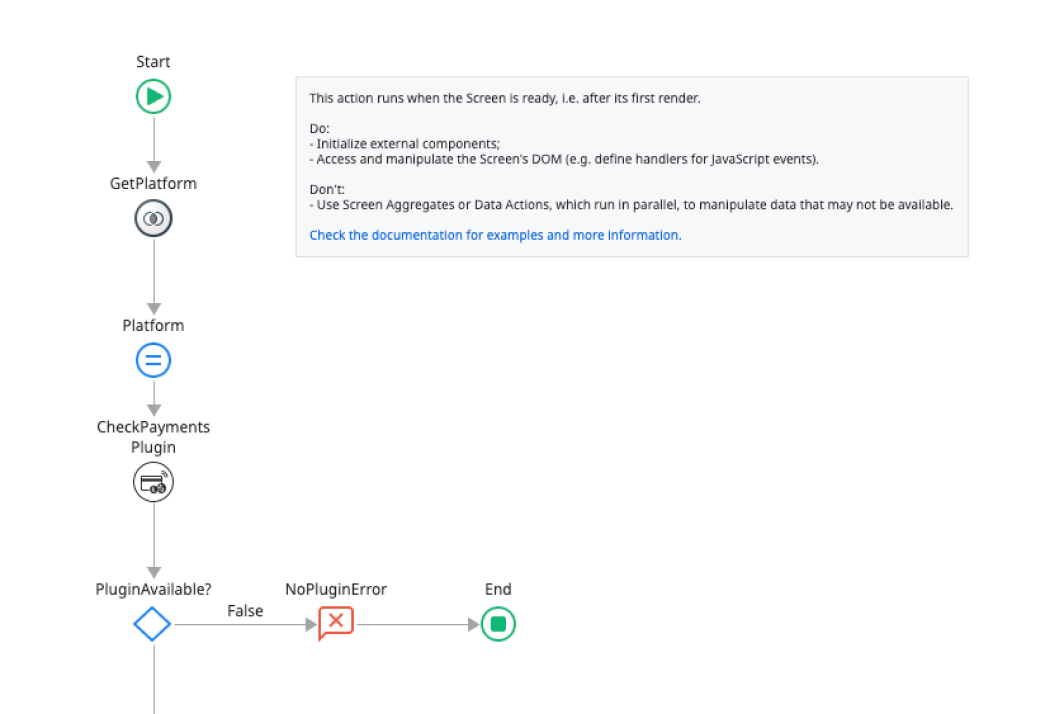 Start
This action runs when the Screen is ready, i.e. after its first render.
Do:
- Initialize external components;
- Access and manipulate the Screen's DOM (e.g. define handlers for JavaScript events).
Don't:
- Use Screen Aggregates or Data Actions, which run in parallel, to manipulate data that may not be available.
Check the documentation for examples and more information.
GetPlatform
Platform
CheckPayments
Plugin
PluginAvailable?
False
NoPluginError
End